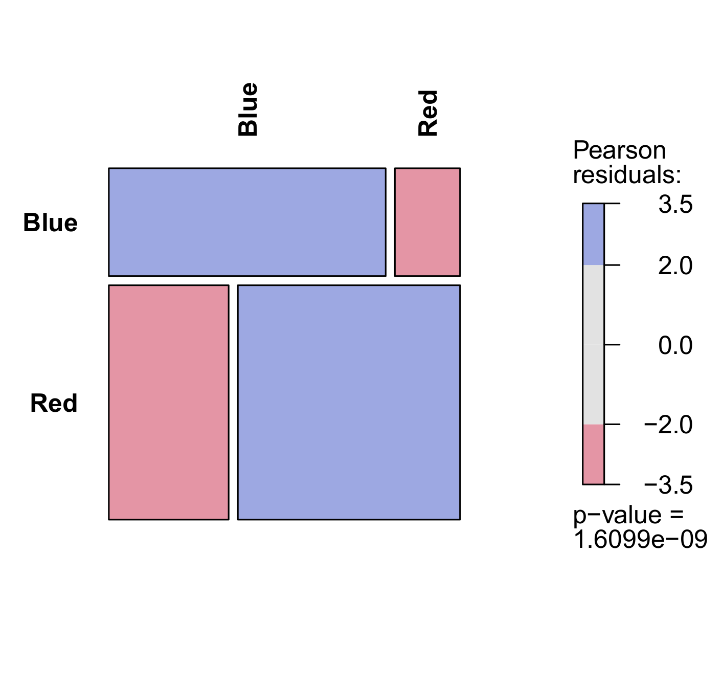 Blue
Red
Blue
Red
Pearson
residuals:
3.5
2.0
0.0
−2.0
−3.5
p−value =
1.6099e−09